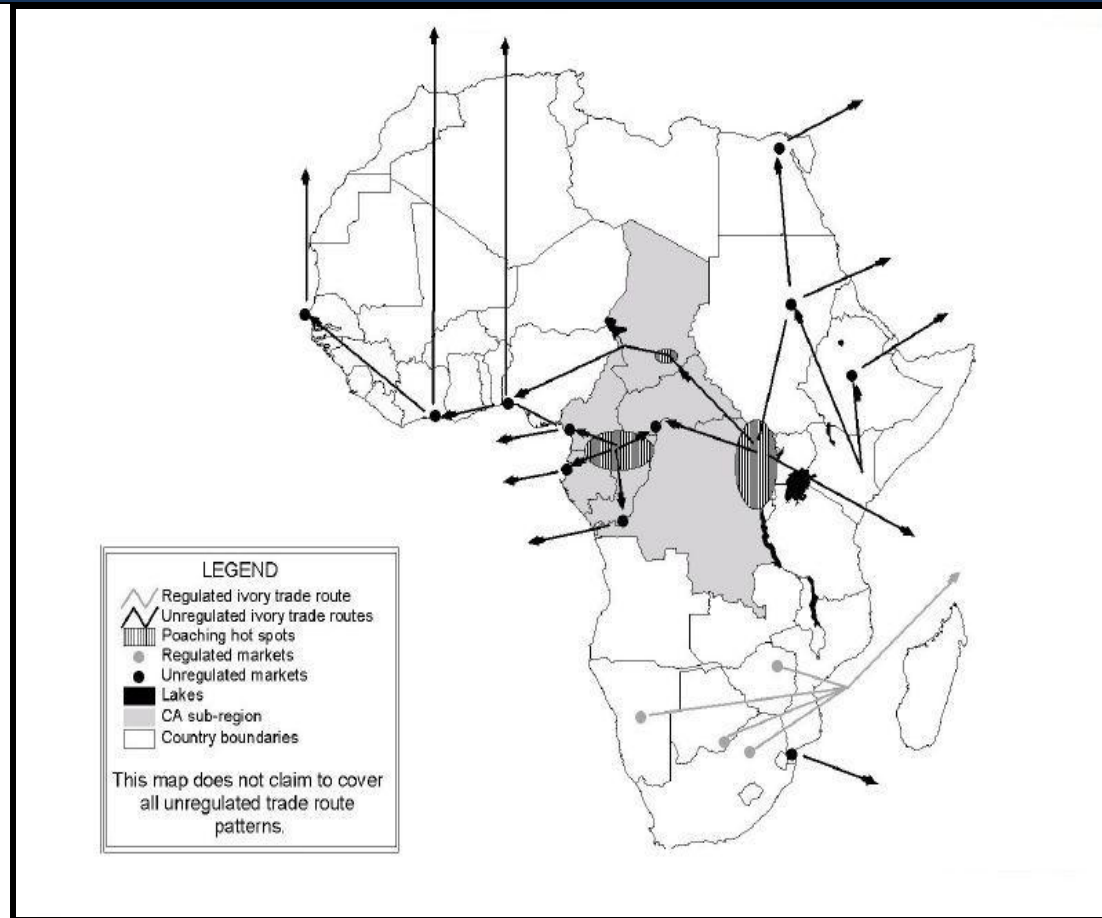 LEGEND
Regulated ivory trade route
Unregulated ivory trade routes
Poaching hot spots
Regulated markets
Unregulated markets
Lakes
CA sub-region
Country boundaries
This map does not claim to cover
all unregulated trade route
patterns.